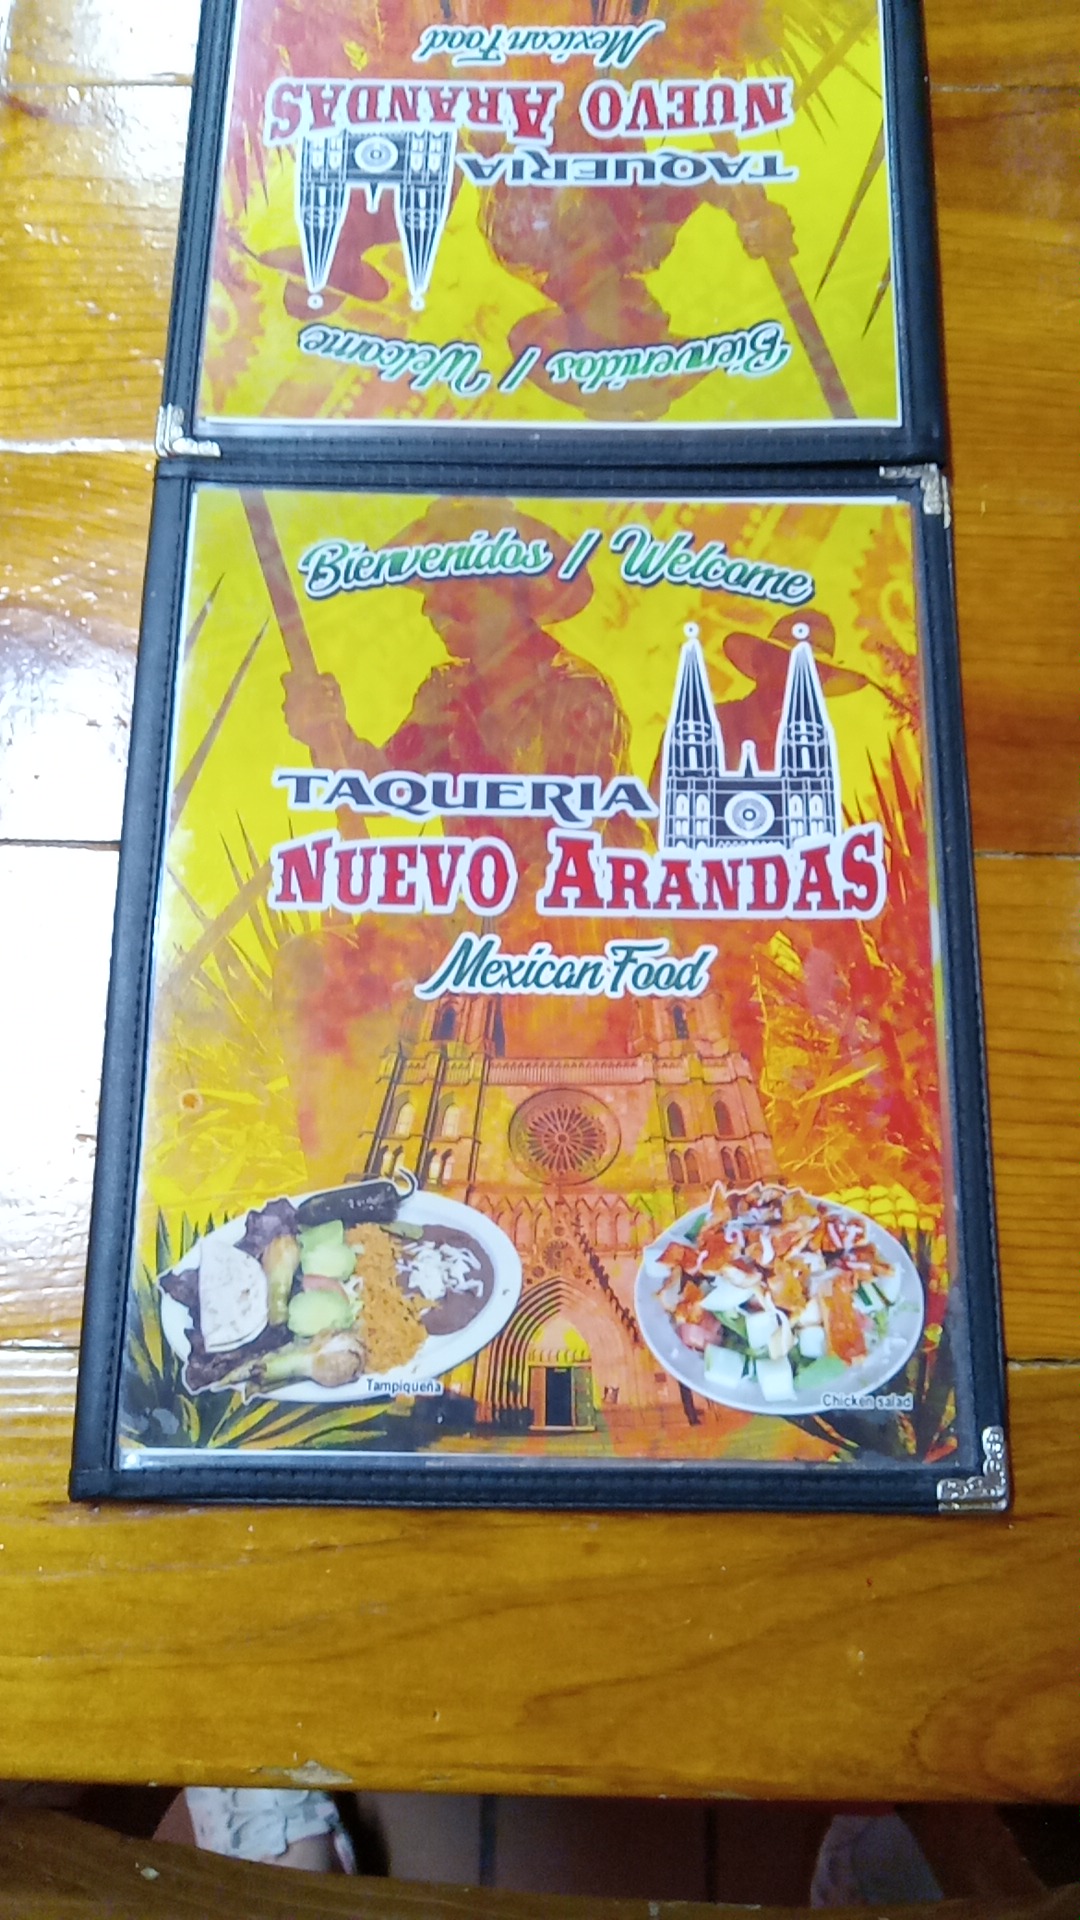 Mexican Food
NUEVO ARANDAS
TAQUERIA
Bienvenidos / Welcome
Bienvenidos / Welcome
TAQUERIA
NUEVO ARANDAS
Mexican Food
Tampiqueña
Chicken salad